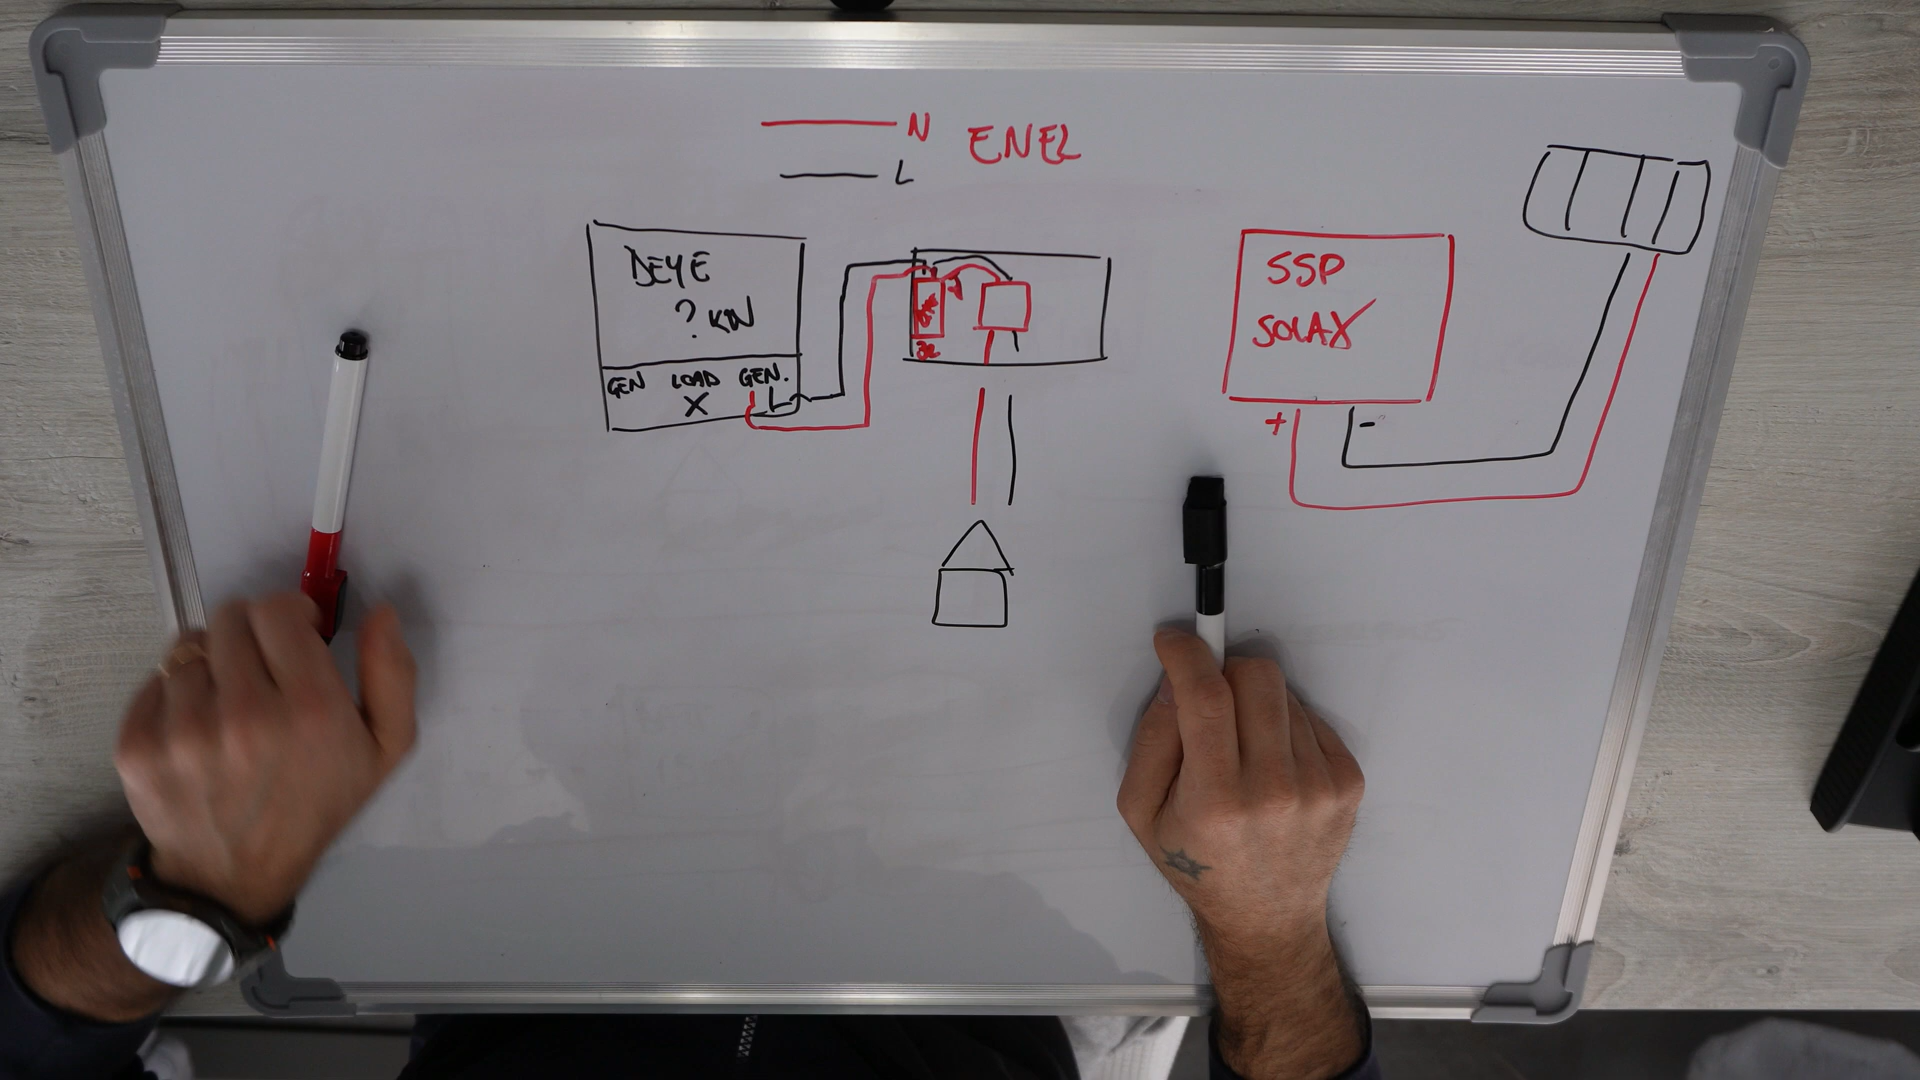 N ENEL
L
DEYE
? KW
GEN LOAD GEN.
X
SSP
SOLAX
+ -